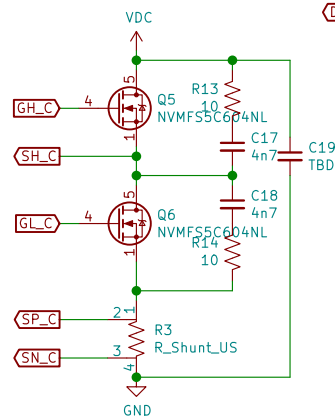 VDC
5
Q5
NVMFS5C604NL
GH_C
4
1
R13
10
C17
4n7
C19
TBD
SH_C
5
Q6
NVMFS5C604NL
GL_C
4
1
C18
4n7
R14
10
SP_C
2
1
R3
R_Shunt_US
SN_C
3
4
GND